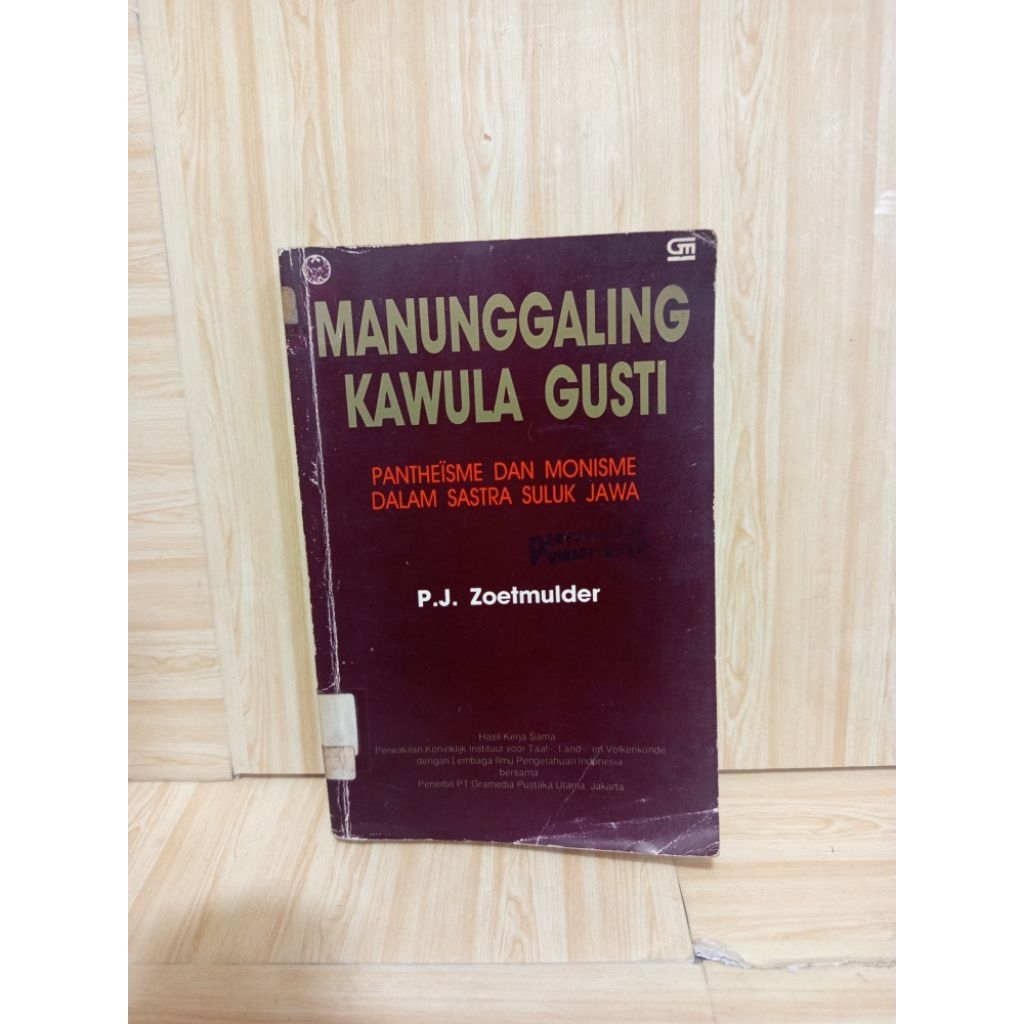 Gm
MANUNGGALING
KAWULA GUSTI
PANTHEÏSME DAN MONISME
DALAM SASTRA SULUK JAWA
P.J. Zoetmulder
Hasil Kerja Sama
Perwakilan Koninklijk Instituut voor Taal-, Land- en Volkenkunde
dengan Lembaga Ilmu Pengetahuan Indonesia
bersama
Penerbit PT Gramedia Pustaka Utama, Jakarta